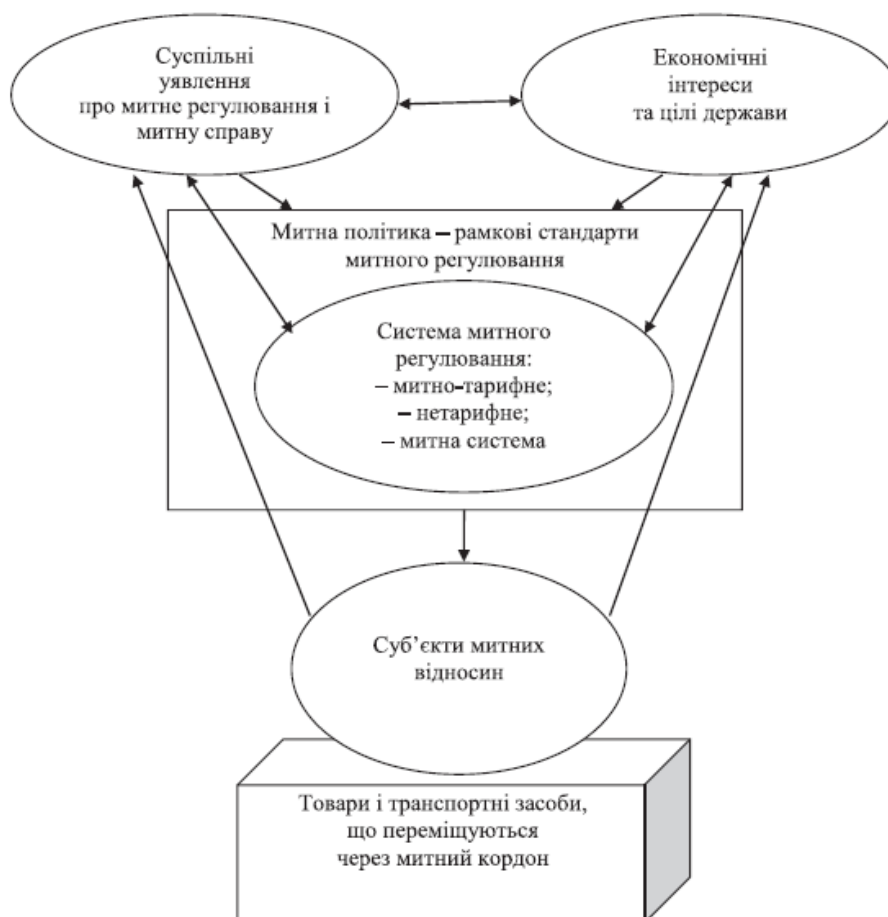 Суспільні
уявлення
про митне регулювання і
митну справу
Економічні
інтереси
та цілі держави
Митна політика – рамкові стандарти
митного регулювання
Система митного
регулювання:
– митно-тарифне;
– нетарифне;
– митна система
Суб’єкти митних
відносин
Товари і транспортні засоби,
що переміщуються
через митний кордон